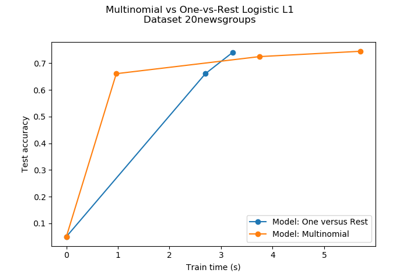 Multinomial vs One-vs-Rest Logistic L1
Dataset 20newsgroups
0.7
0.6
0.5
0.4
0.3
0.2
0.1
Test accuracy
Model: One versus Rest
Model: Multinomial
0 1 2 3 4 5
Train time (s)